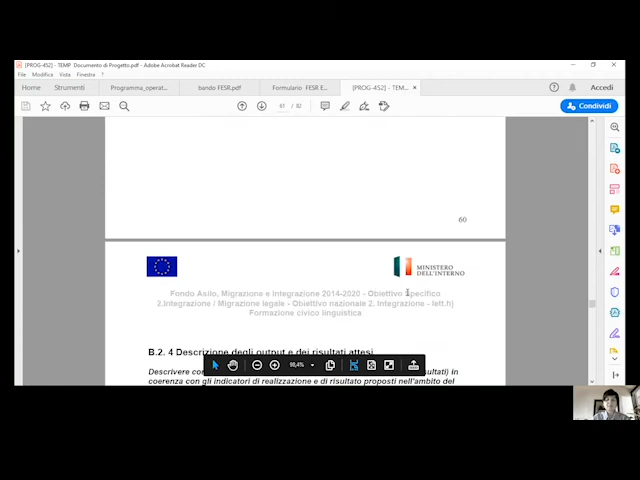 [PROG-452] - TEMP Documento di Progetto.pdf - Adobe Acrobat Reader DC
File Modifica Vista Finestra ?
Home Strumenti Programma_operat... bando FESR.pdf Formulario FESR E... [PROG-452] - TEM... × Accedi
61 / 82 Condividi
60
MINISTERO
DELL'INTERNO
Fondo Asilo, Migrazione e Integrazione 2014-2020 - Obiettivo Specifico
2.Integrazione / Migrazione legale - Obiettivo nazionale 2. Integrazione - lett.h)
Formazione civico linguistica
B.2. 4 Descrizione degli output e dei risultati attesi
Descrivere
98,4%
in
coerenza con gli indicatori di realizzazione e di risultato proposti nell'ambito del